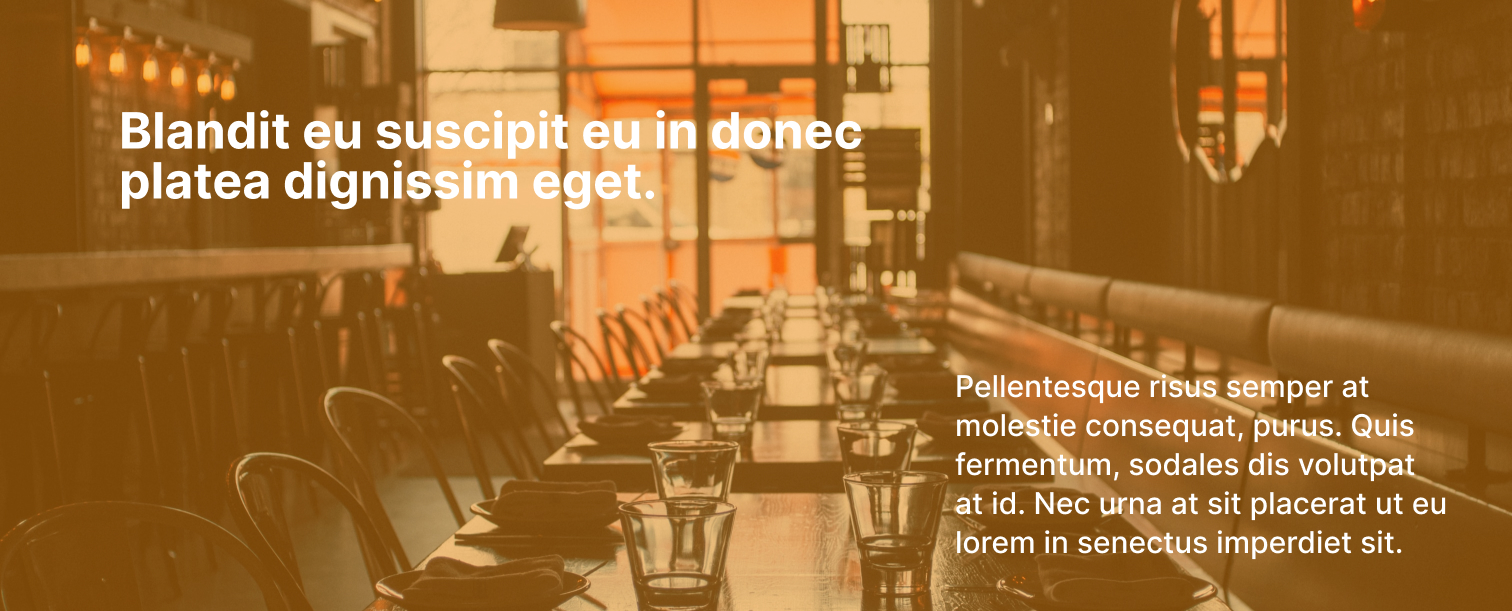 Blandit eu suscipit eu in donec
platea dignissim eget.
Pellentesque risus semper at
molestie consequat, purus. Quis
fermentum, sodales dis volutpat
at id. Nec urna at sit placerat ut eu
lorem in senectus imperdiet sit.